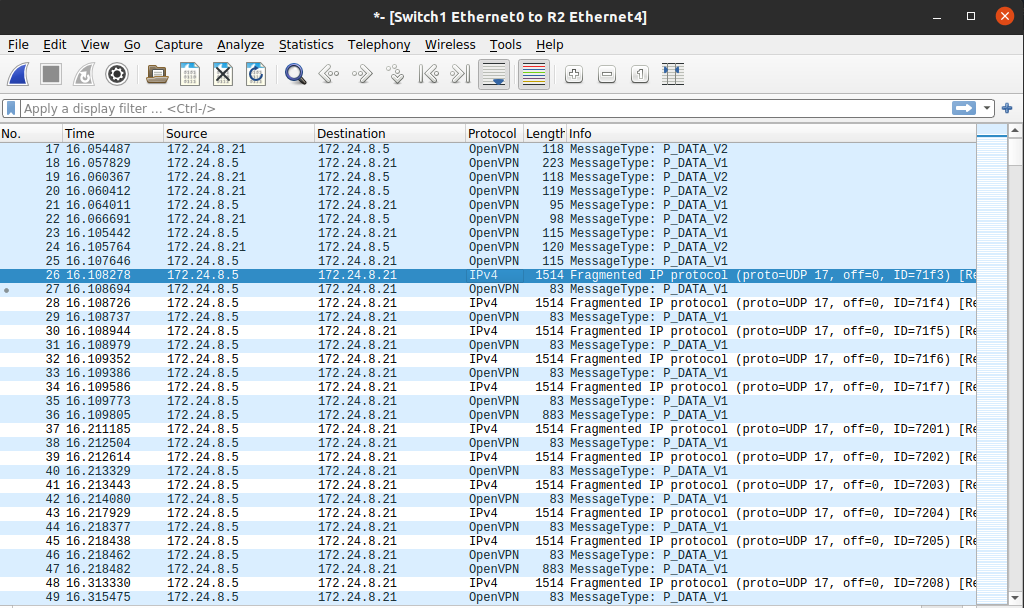 *- [Switch1 Ethernet0 to R2 Ethernet4]
File Edit View Go Capture Analyze Statistics Telephony Wireless Tools Help
Apply a display filter … <Ctrl-/>
No. Time Source Destination Protocol Length Info
17 16.054487 172.24.8.21 172.24.8.5 OpenVPN 118 MessageType: P_DATA_V2
18 16.057829 172.24.8.5 172.24.8.21 OpenVPN 223 MessageType: P_DATA_V1
19 16.060367 172.24.8.21 172.24.8.5 OpenVPN 118 MessageType: P_DATA_V2
20 16.060412 172.24.8.21 172.24.8.5 OpenVPN 119 MessageType: P_DATA_V2
21 16.064011 172.24.8.5 172.24.8.21 OpenVPN 95 MessageType: P_DATA_V1
22 16.066691 172.24.8.21 172.24.8.5 OpenVPN 98 MessageType: P_DATA_V2
23 16.105442 172.24.8.5 172.24.8.21 OpenVPN 115 MessageType: P_DATA_V1
24 16.105764 172.24.8.21 172.24.8.5 OpenVPN 120 MessageType: P_DATA_V2
25 16.107646 172.24.8.5 172.24.8.21 OpenVPN 115 MessageType: P_DATA_V1
26 16.108278 172.24.8.5 172.24.8.21 IPv4 1514 Fragmented IP protocol (proto=UDP 17, off=0, ID=71f3) [Re
27 16.108694 172.24.8.5 172.24.8.21 OpenVPN 83 MessageType: P_DATA_V1
28 16.108726 172.24.8.5 172.24.8.21 IPv4 1514 Fragmented IP protocol (proto=UDP 17, off=0, ID=71f4) [Re
29 16.108737 172.24.8.5 172.24.8.21 OpenVPN 83 MessageType: P_DATA_V1
30 16.108944 172.24.8.5 172.24.8.21 IPv4 1514 Fragmented IP protocol (proto=UDP 17, off=0, ID=71f5) [Re
31 16.108979 172.24.8.5 172.24.8.21 OpenVPN 83 MessageType: P_DATA_V1
32 16.109352 172.24.8.5 172.24.8.21 IPv4 1514 Fragmented IP protocol (proto=UDP 17, off=0, ID=71f6) [Re
33 16.109386 172.24.8.5 172.24.8.21 OpenVPN 83 MessageType: P_DATA_V1
34 16.109586 172.24.8.5 172.24.8.21 IPv4 1514 Fragmented IP protocol (proto=UDP 17, off=0, ID=71f7) [Re
35 16.109773 172.24.8.5 172.24.8.21 OpenVPN 83 MessageType: P_DATA_V1
36 16.109805 172.24.8.5 172.24.8.21 OpenVPN 883 MessageType: P_DATA_V1
37 16.211185 172.24.8.5 172.24.8.21 IPv4 1514 Fragmented IP protocol (proto=UDP 17, off=0, ID=7201) [Re
38 16.212504 172.24.8.5 172.24.8.21 OpenVPN 83 MessageType: P_DATA_V1
39 16.212614 172.24.8.5 172.24.8.21 IPv4 1514 Fragmented IP protocol (proto=UDP 17, off=0, ID=7202) [Re
40 16.213329 172.24.8.5 172.24.8.21 OpenVPN 83 MessageType: P_DATA_V1
41 16.213443 172.24.8.5 172.24.8.21 IPv4 1514 Fragmented IP protocol (proto=UDP 17, off=0, ID=7203) [Re
42 16.214080 172.24.8.5 172.24.8.21 OpenVPN 83 MessageType: P_DATA_V1
43 16.217929 172.24.8.5 172.24.8.21 IPv4 1514 Fragmented IP protocol (proto=UDP 17, off=0, ID=7204) [Re
44 16.218377 172.24.8.5 172.24.8.21 OpenVPN 83 MessageType: P_DATA_V1
45 16.218438 172.24.8.5 172.24.8.21 IPv4 1514 Fragmented IP protocol (proto=UDP 17, off=0, ID=7205) [Re
46 16.218462 172.24.8.5 172.24.8.21 OpenVPN 83 MessageType: P_DATA_V1
47 16.218482 172.24.8.5 172.24.8.21 OpenVPN 883 MessageType: P_DATA_V1
48 16.313330 172.24.8.5 172.24.8.21 IPv4 1514 Fragmented IP protocol (proto=UDP 17, off=0, ID=7208) [Re
49 16.315475 172.24.8.5 172.24.8.21 OpenVPN 83 MessageType: P_DATA_V1